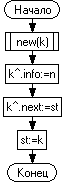 Начало
new(k)
k^.info:=n
k^.next:=st
st:=k
Конец